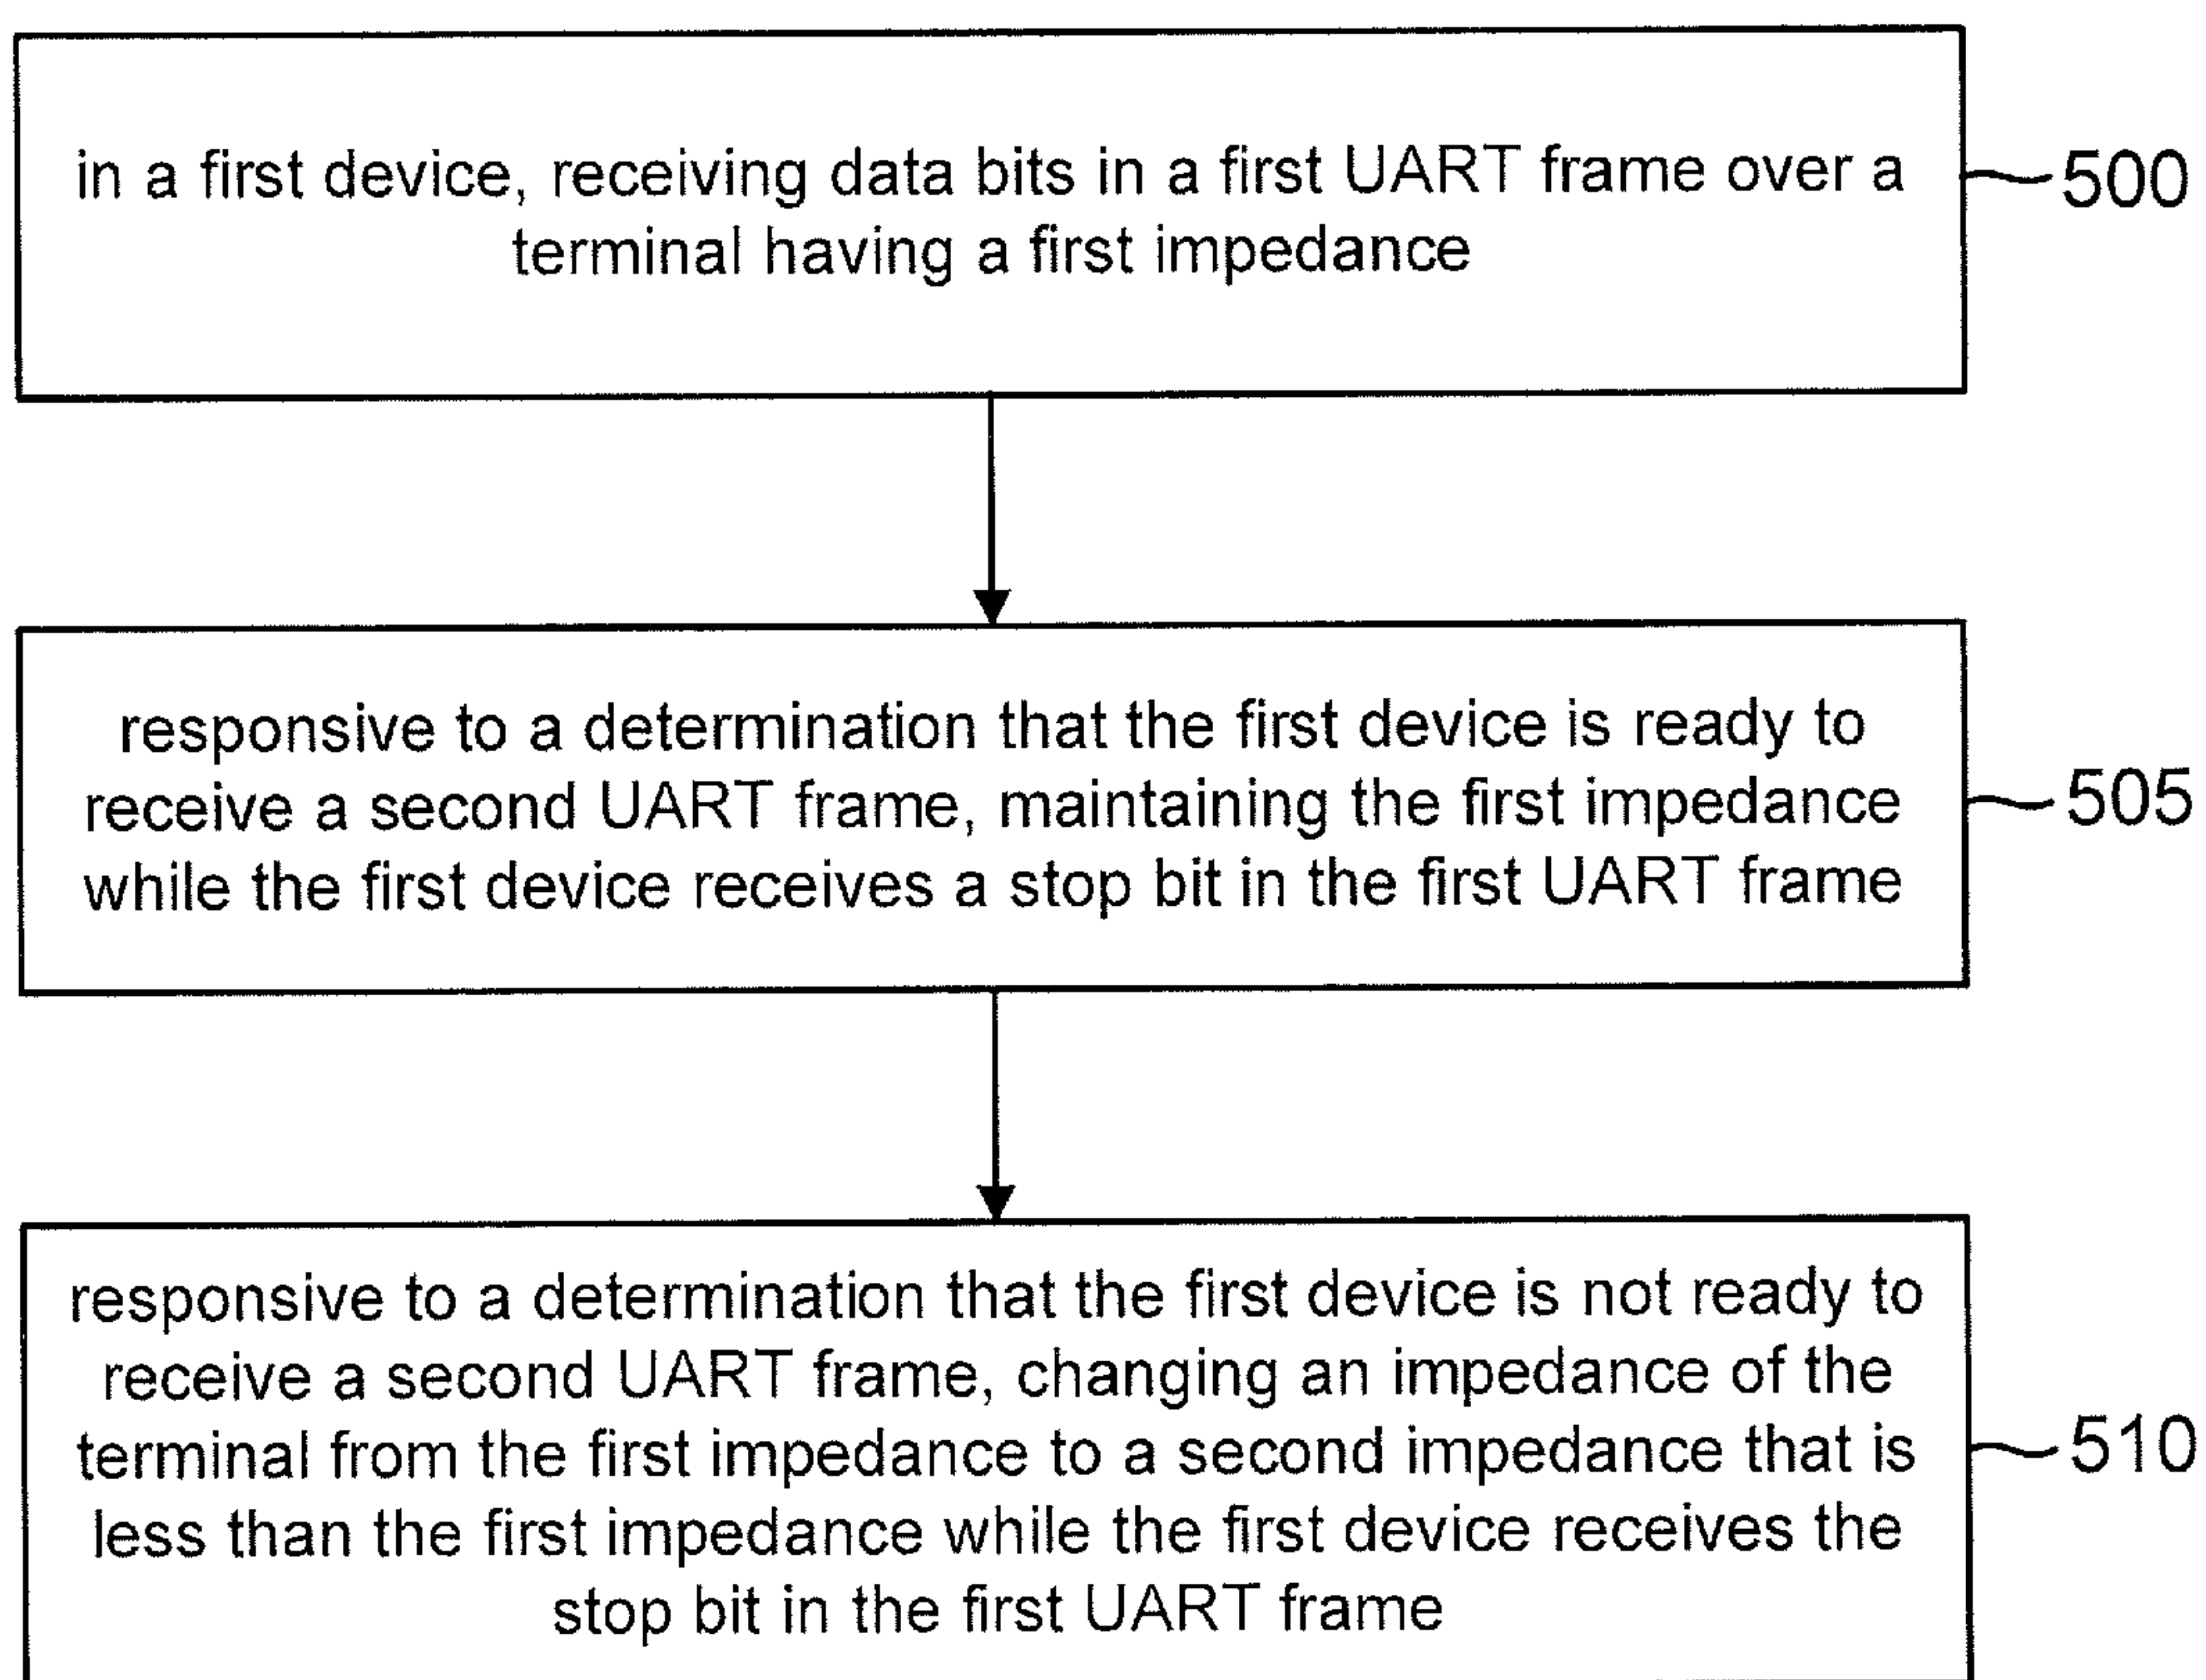 in a first device, receiving data bits in a first UART frame over a
terminal having a first impedance
500
responsive to a determination that the first device is ready to
receive a second UART frame, maintaining the first impedance
while the first device receives a stop bit in the first UART frame
505
responsive to a determination that the first device is not ready to
receive a second UART frame, changing an impedance of the
terminal from the first impedance to a second impedance that is
less than the first impedance while the first device receives the
stop bit in the first UART frame
510